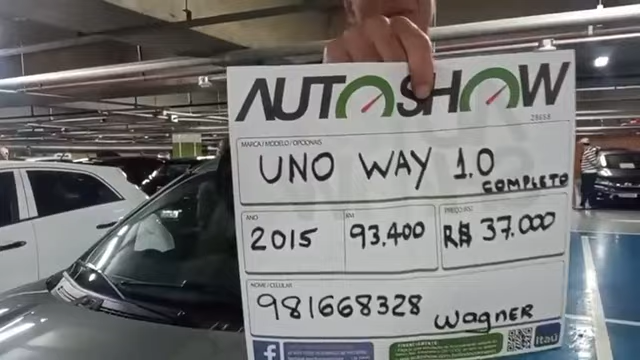 AUTOSHOW
MARCA / MODELO / OPCIONAIS
UNO WAY 1.0
COMPLETO
ANO
2015
KM
93.400
PREÇO (R$)
R$ 37.000
NOME / CELULAR
981668328 Wagner
f
Itaú